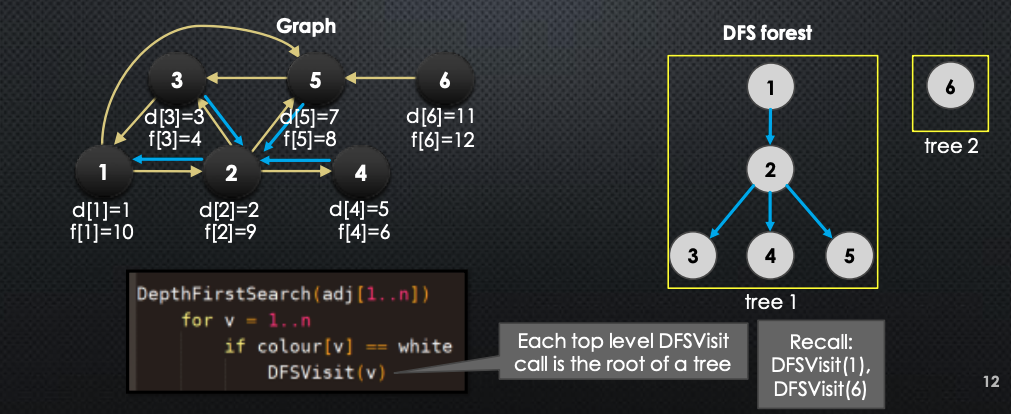 Graph
DFS forest
3
5
6
d[3]=3
f[3]=4
d[5]=7
f[5]=8
d[6]=11
f[6]=12
1
2
4
d[1]=1
f[1]=10
d[2]=2
f[2]=9
d[4]=5
f[4]=6
1
2
3
4
5
tree 1
6
tree 2
DepthFirstSearch(adj[1..n])
for v = 1..n
if colour[v] == white
DFSVisit(v)
Each top level DFSVisit
call is the root of a tree
Recall:
DFSVisit(1),
DFSVisit(6)
12